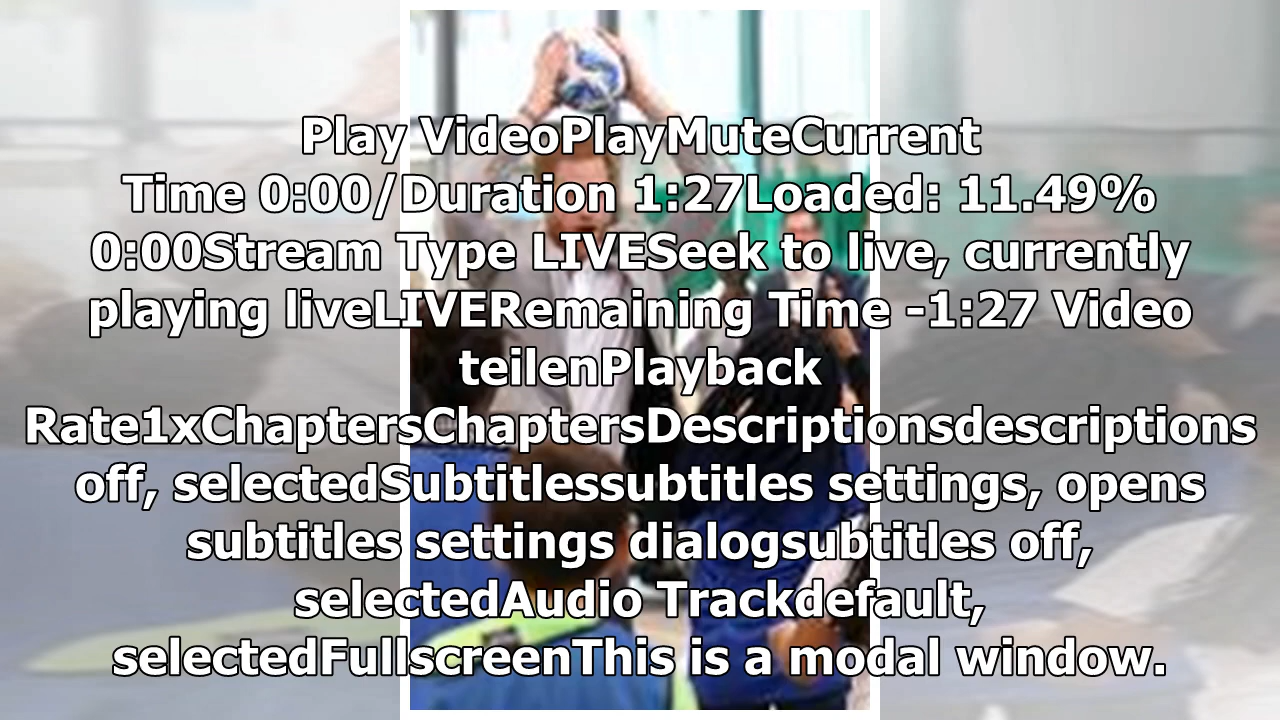 Play VideoPlayMuteCurrent
Time 0:00/Duration 1:27Loaded: 11.49%
0:00Stream Type LIVESeek to live, currently
playing liveLIVERemaining Time -1:27 Video
teilenPlayback
Rate1xChaptersChaptersDescriptionsdescriptions
off, selectedSubtitlessubtitles settings, opens
subtitles settings dialogsubtitles off,
selectedAudio Trackdefault,
selectedFullscreenThis is a modal window.